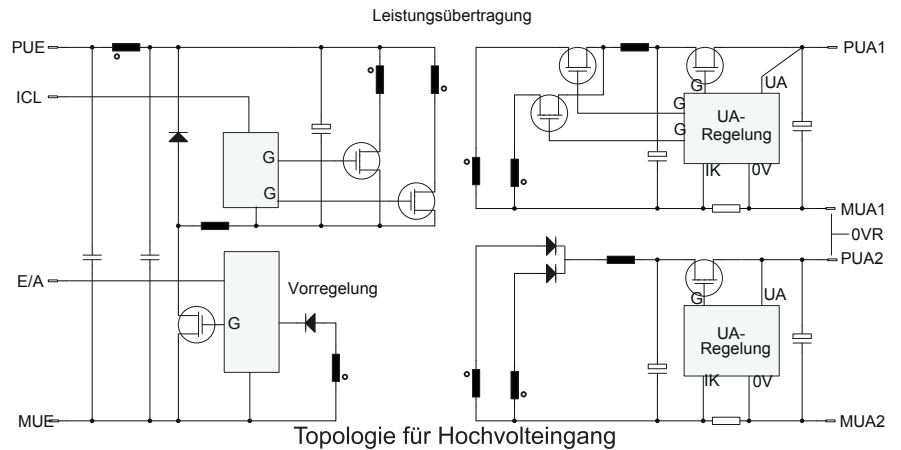 Leistungsübertragung
PUE
PUA1
ICL
G
UA
G
G
UA-
Regelung
G
G
IK
0V
MUA1
0VR
PUA2
E/A
Vorregelung
G
G
UA
UA-
Regelung
IK
0V
MUE
MUA2
Topologie für Hochvolteingang